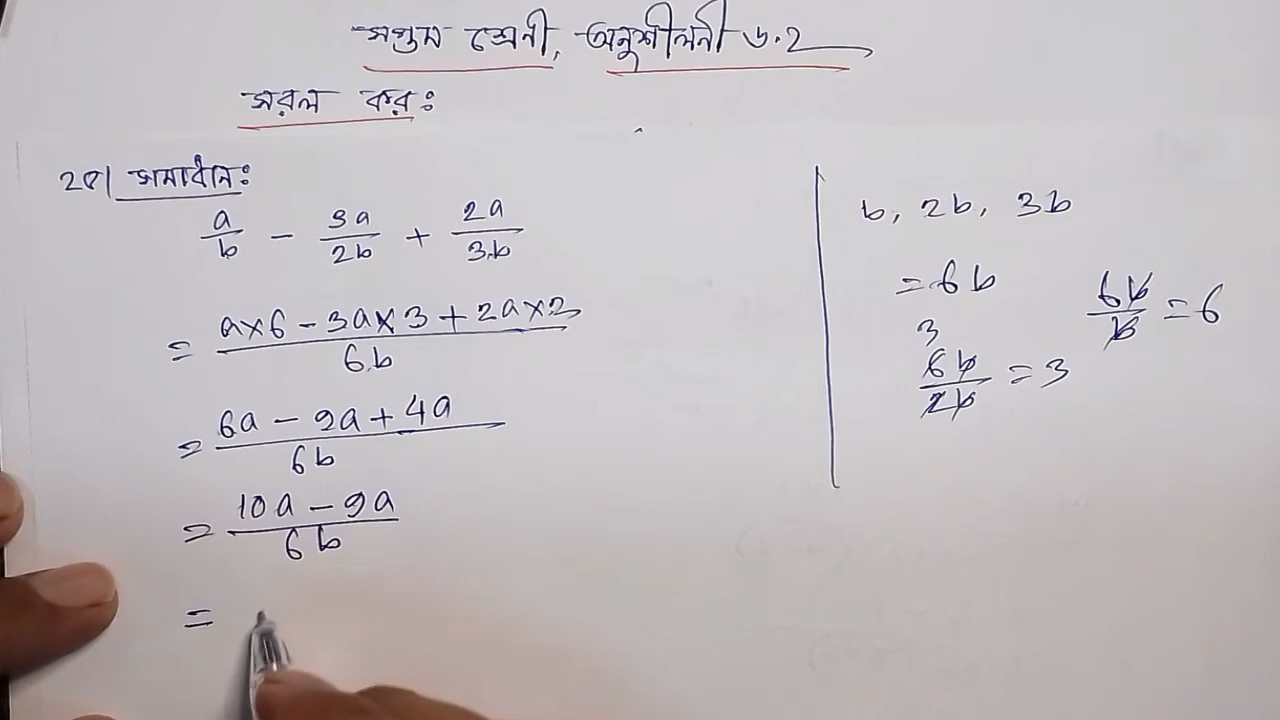 সপ্তম শ্রেনী, অনুশীলনী ৬.২
সরল কর:
২৫| সমাধান:
a/b - 3a/2b + 2a/3b
= a×6 - 3a×3 + 2a×2 / 6b
= 6a - 9a + 4a / 6b
= 10a - 9a / 6b
=
b, 2b, 3b
= 6b
6b/b = 6
3
6b/2b = 3